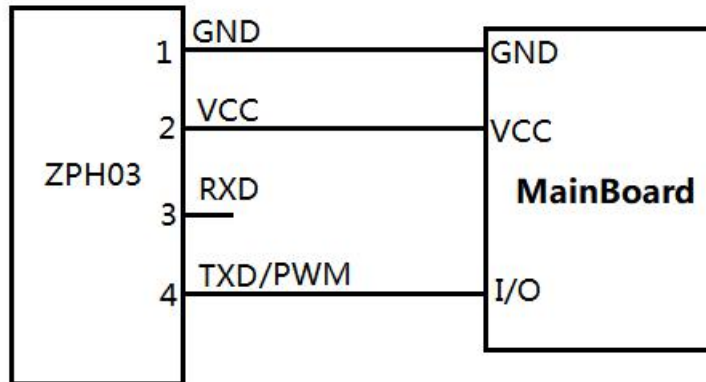 GND
1
GND
VCC
2
VCC
ZPH03
RXD
MainBoard
3
TXD/PWM
4
I/O